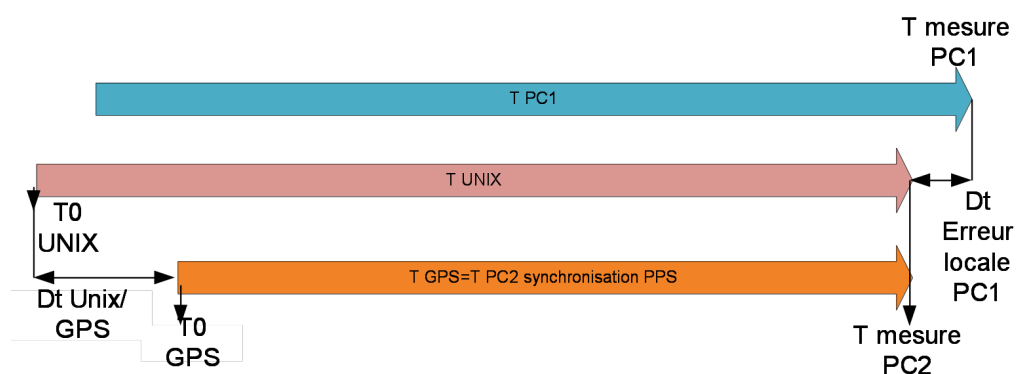 T mesure
PC1
T PC1
T UNIX
T0
UNIX
Dt
Erreur
locale
PC1
T GPS=T PC2 synchronisation PPS
Dt Unix/
GPS
T0
GPS
T mesure
PC2